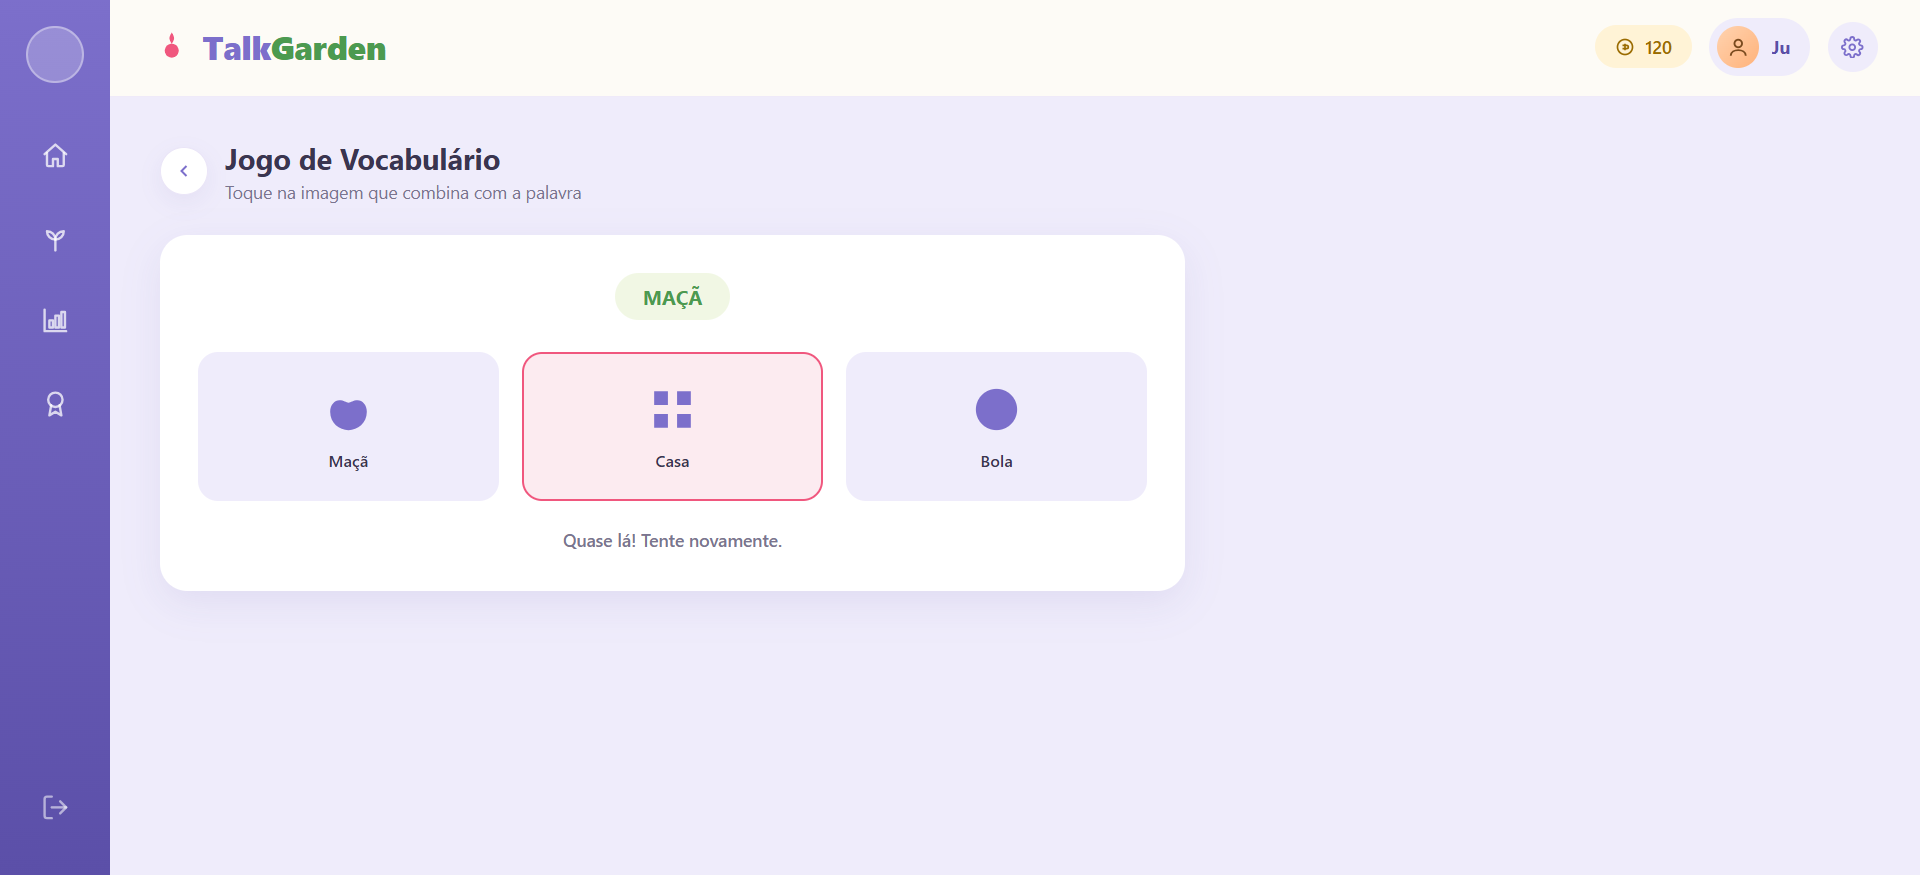 TalkGarden
120
Ju
Jogo de Vocabulário
Toque na imagem que combina com a palavra
MAÇÃ
Maçã
Casa
Bola
Quase lá! Tente novamente.